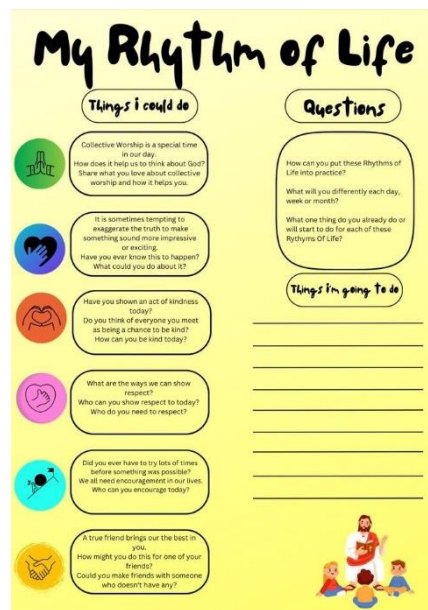 My Rhythm of Life
Things i could do
Collective Worship is a special time
in our day.
How does it help us to think about God?
Share what you love about collective
worship and how it helps you.
It is sometimes tempting to
exaggerate the truth to make
something sound more impressive
or exciting.
Have you ever know this to happen?
What could you do about it?
Have you shown an act of kindness
today?
Do you think of everyone you meet
as being a chance to be kind?
How can you be kind today?
What are the ways we can show
respect?
Who can you show respect to today?
Who do you need to respect?
Did you ever have to try lots of times
before something was possible?
We all need encouragement in our lives.
Who can you encourage today?
A true friend brings our the best in
you.
How might you do this for one of your
friends?
Could you make friends with someone
who doesn't have any?
Questions
How can you put these Rhythms of
Life into practice?
What will you differently each day,
week or month?
What one thing do you already do or
will start to do for each of these
Rythyms Of Life?
Things i'm going to do